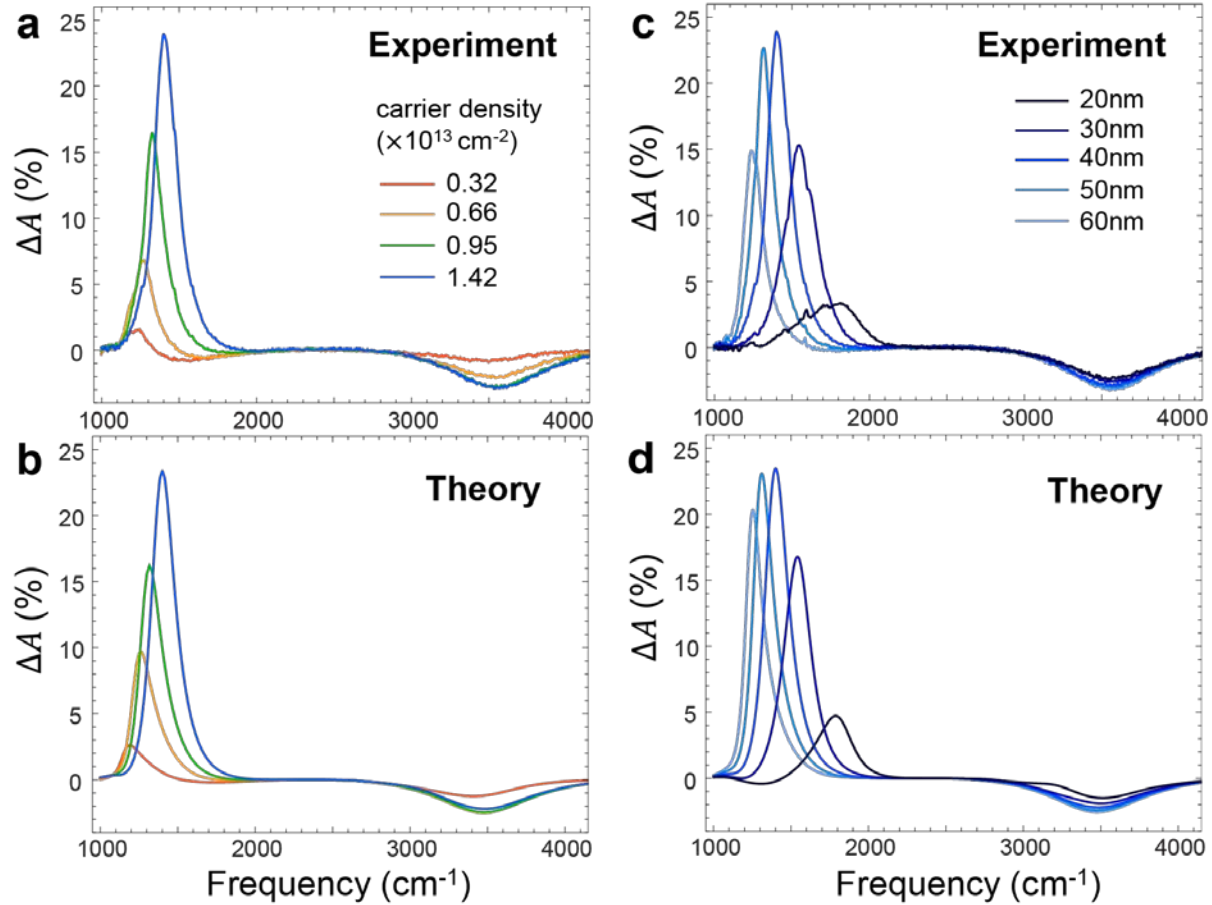 a
Experiment
carrier density
(×10¹³ cm⁻²)
0.32
0.66
0.95
1.42
ΔA (%)
25
20
15
10
5
0
1000 2000 3000 4000
c
Experiment
20nm
30nm
40nm
50nm
60nm
ΔA (%)
25
20
15
10
5
0
1000 2000 3000 4000
b
Theory
ΔA (%)
25
20
15
10
5
0
1000 2000 3000 4000
Frequency (cm⁻¹)
d
Theory
ΔA (%)
25
20
15
10
5
0
1000 2000 3000 4000
Frequency (cm⁻¹)